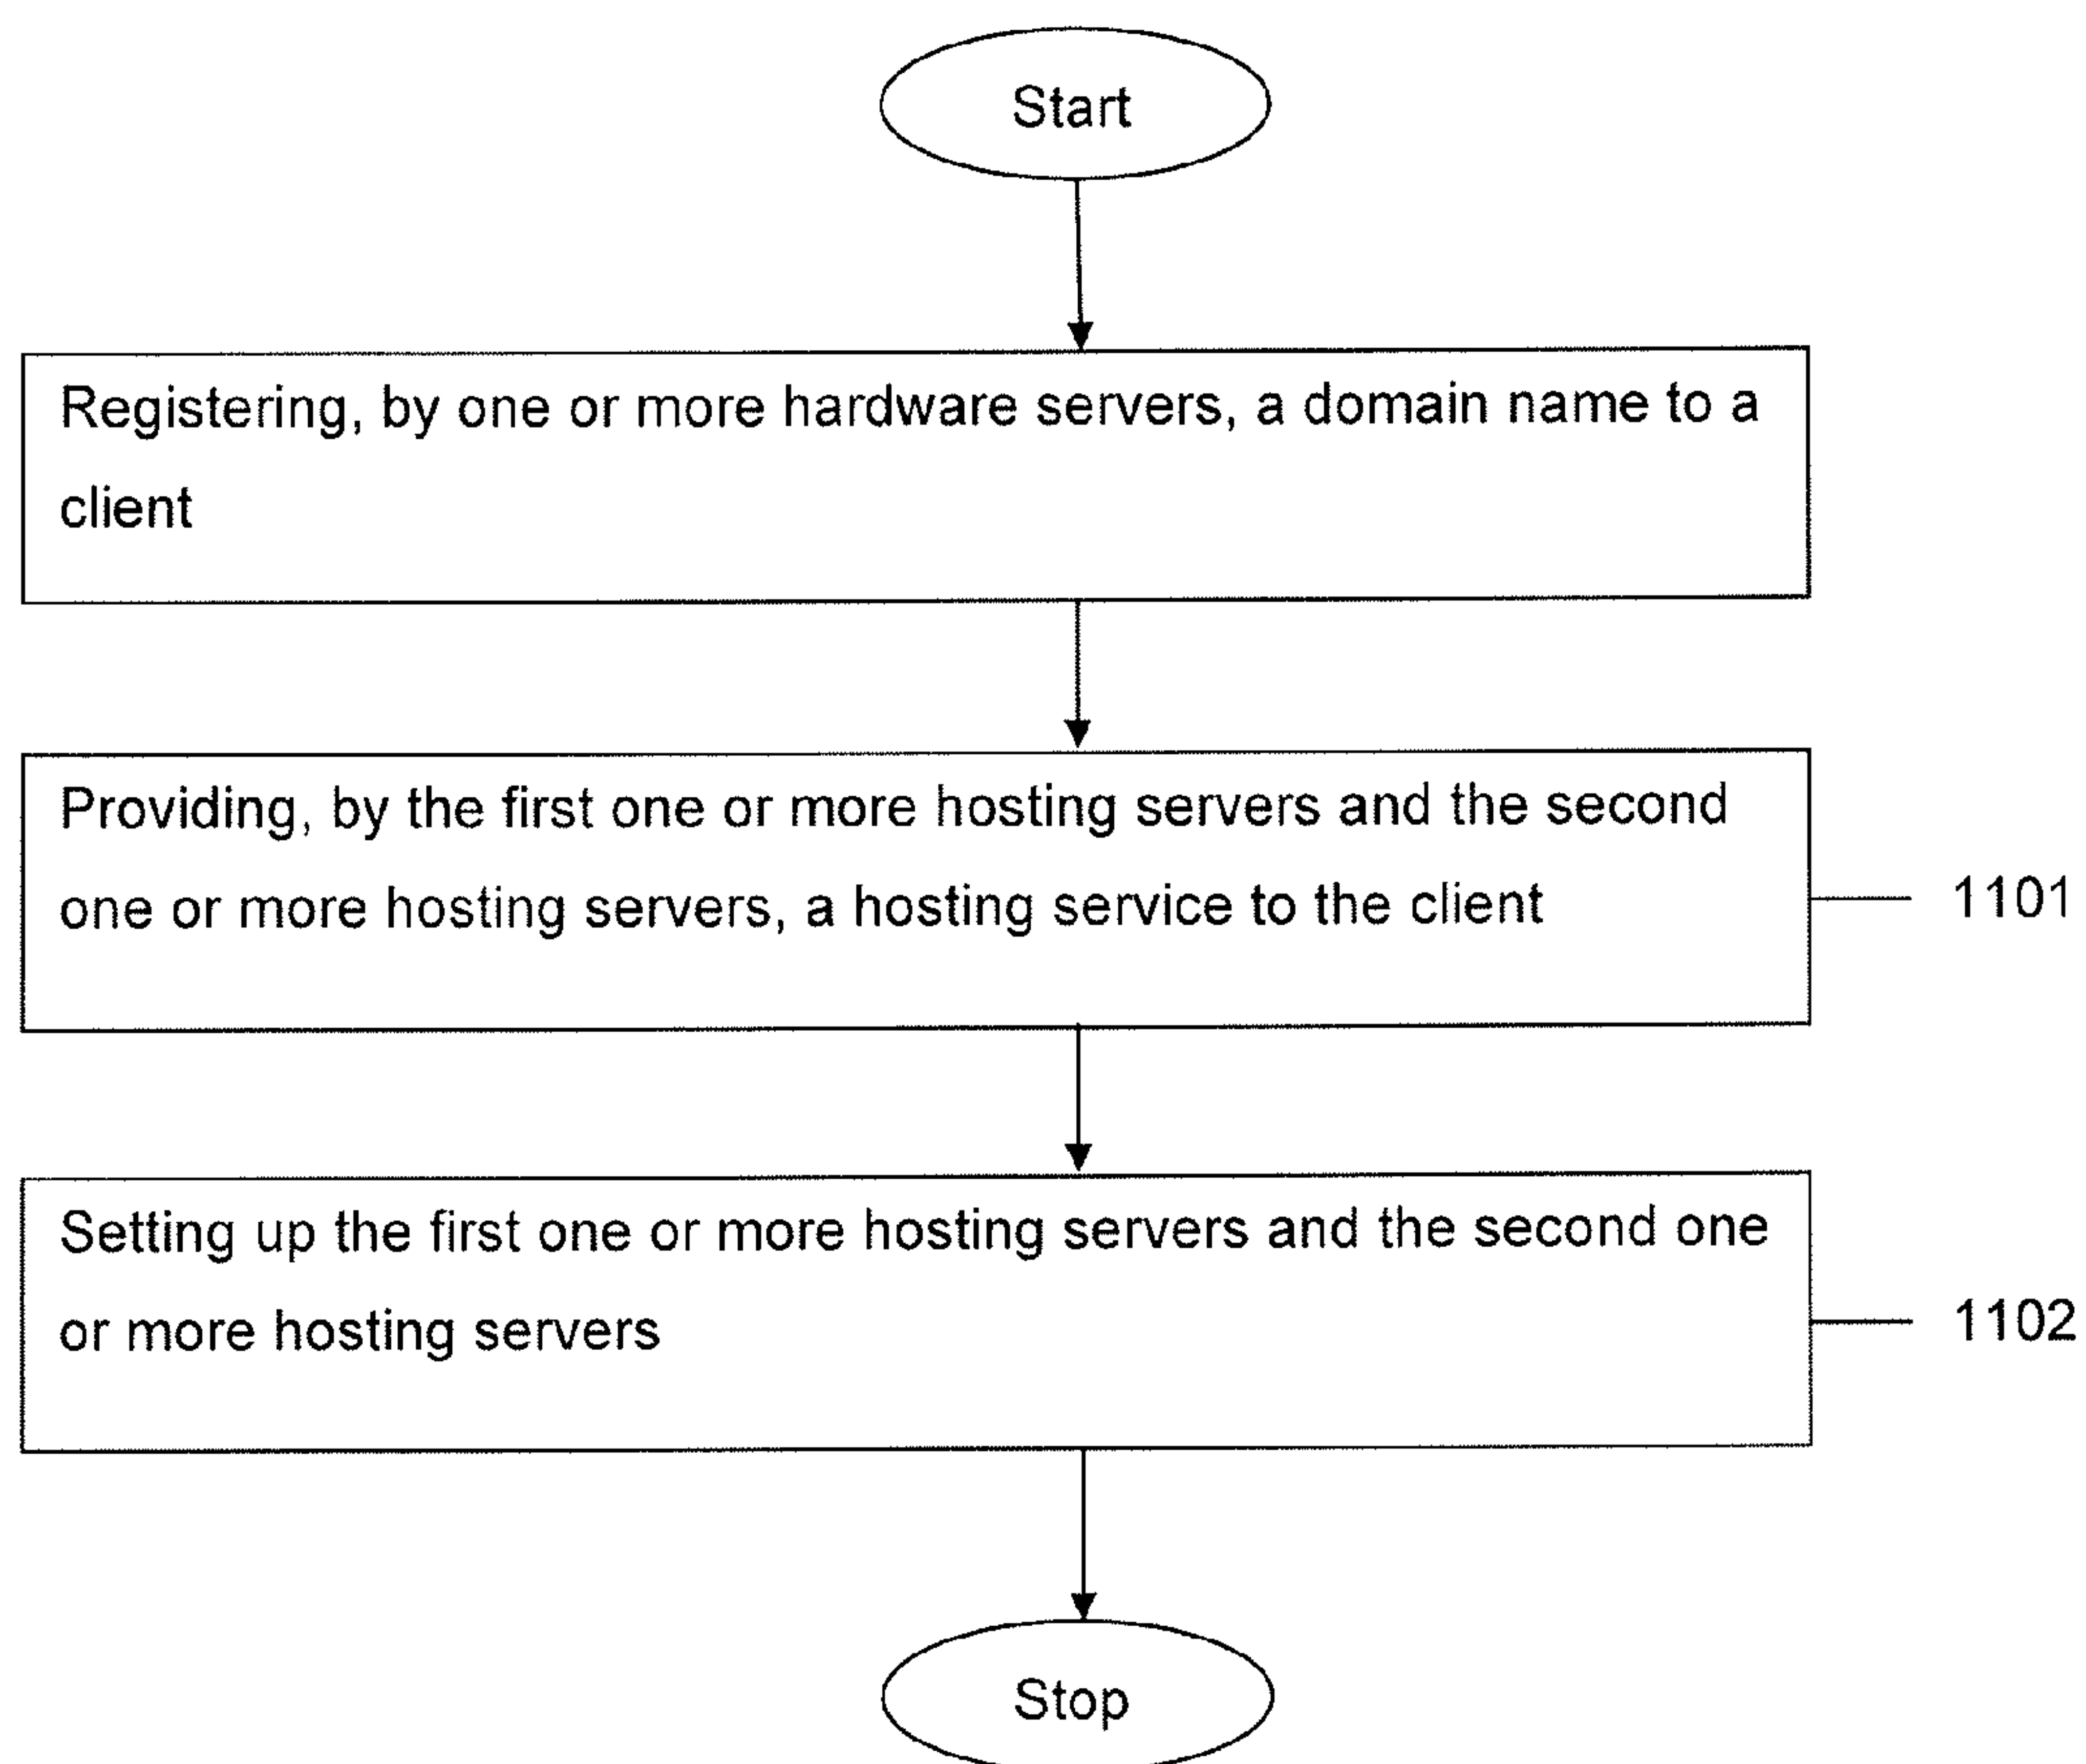 Start
Registering, by one or more hardware servers, a domain name to a
client
Providing, by the first one or more hosting servers and the second
one or more hosting servers, a hosting service to the client
1101
Setting up the first one or more hosting servers and the second one
or more hosting servers
1102
Stop